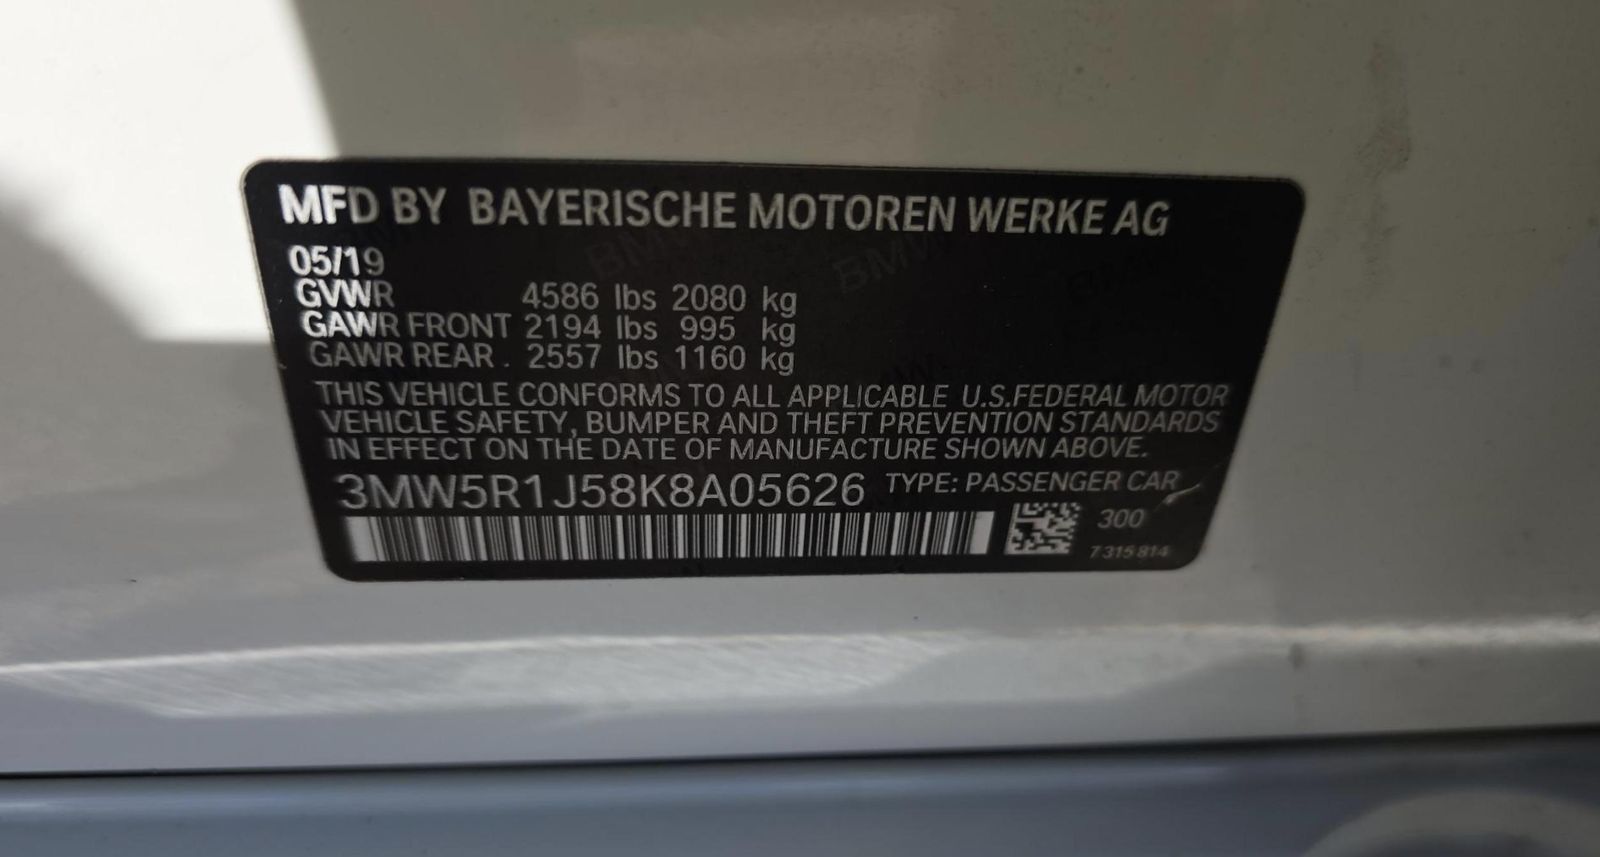 MFD BY BAYERISCHE MOTOREN WERKE AG
05/19
GVWR 4586 lbs 2080 kg
GAWR FRONT 2194 lbs 995 kg
GAWR REAR . 2557 lbs 1160 kg
THIS VEHICLE CONFORMS TO ALL APPLICABLE U.S.FEDERAL MOTOR
VEHICLE SAFETY, BUMPER AND THEFT PREVENTION STANDARDS
IN EFFECT ON THE DATE OF MANUFACTURE SHOWN ABOVE.
3MW5R1J58K8A05626 TYPE: PASSENGER CAR
300
7 315 814